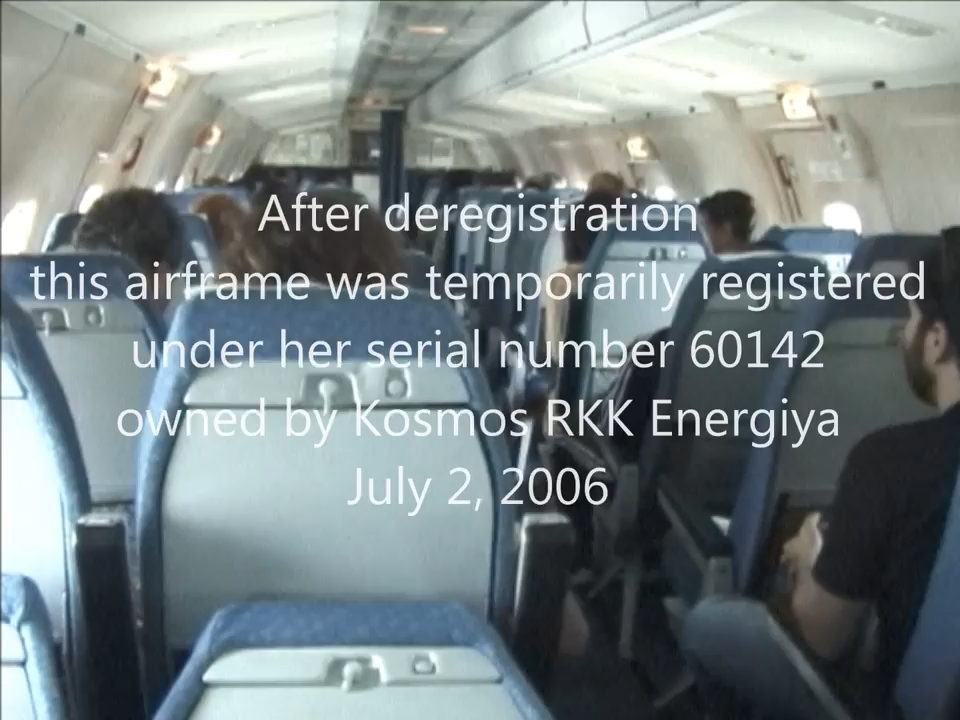 After deregistration
this airframe was temporarily registered
under her serial number 60142
owned by Kosmos RKK Energiya
July 2, 2006